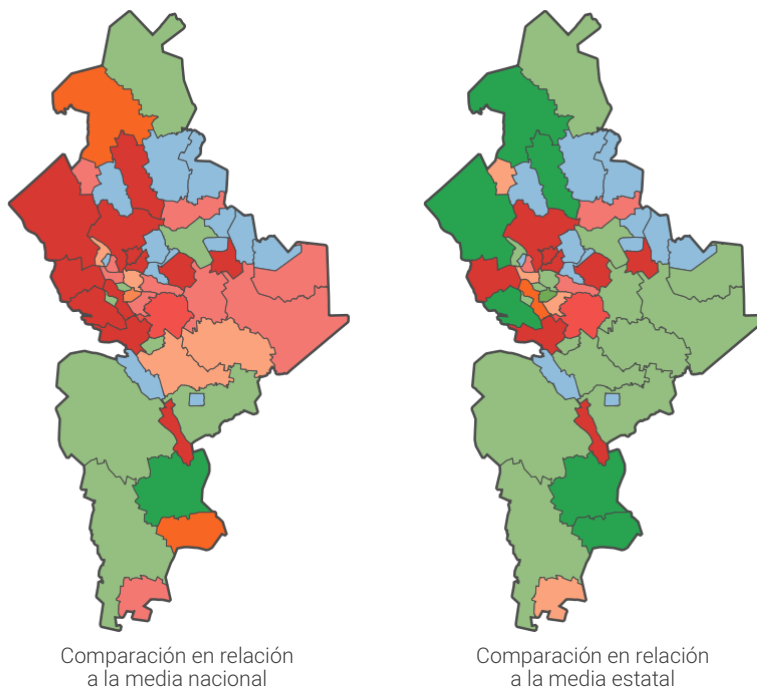 Comparación en relación
a la media nacional
Comparación en relación
a la media estatal